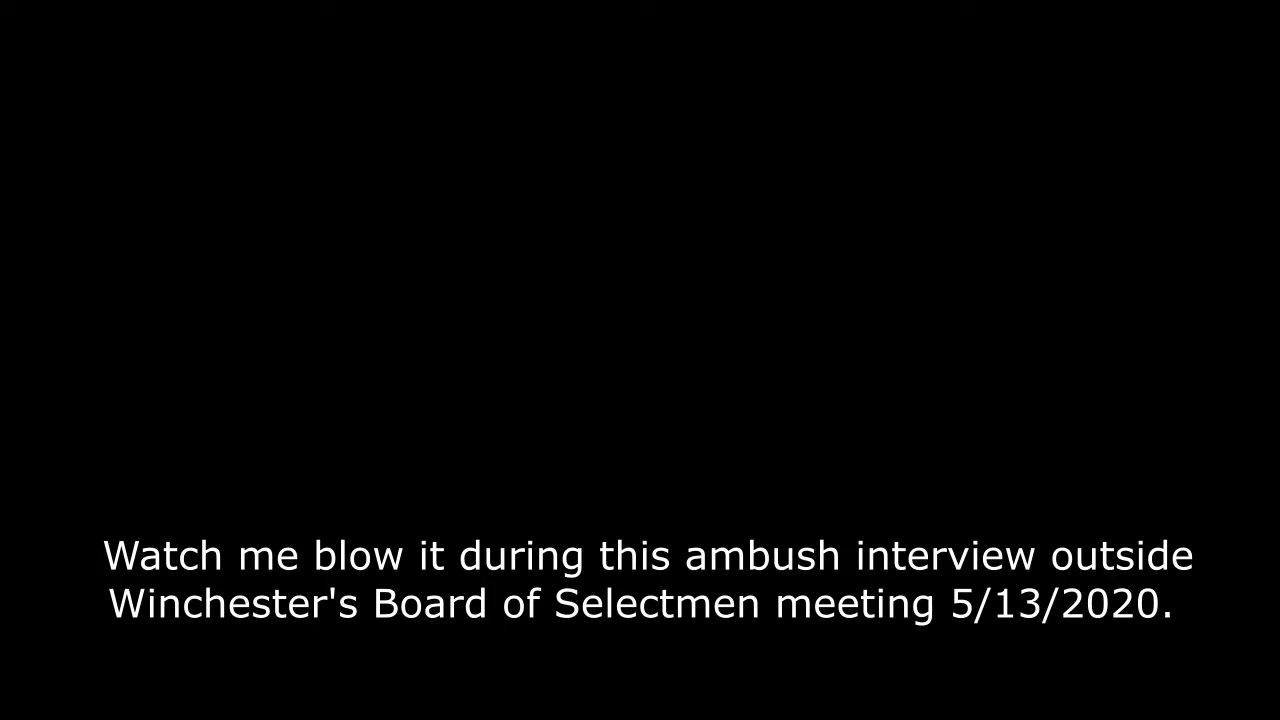 Watch me blow it during this ambush interview outside
Winchester's Board of Selectmen meeting 5/13/2020.